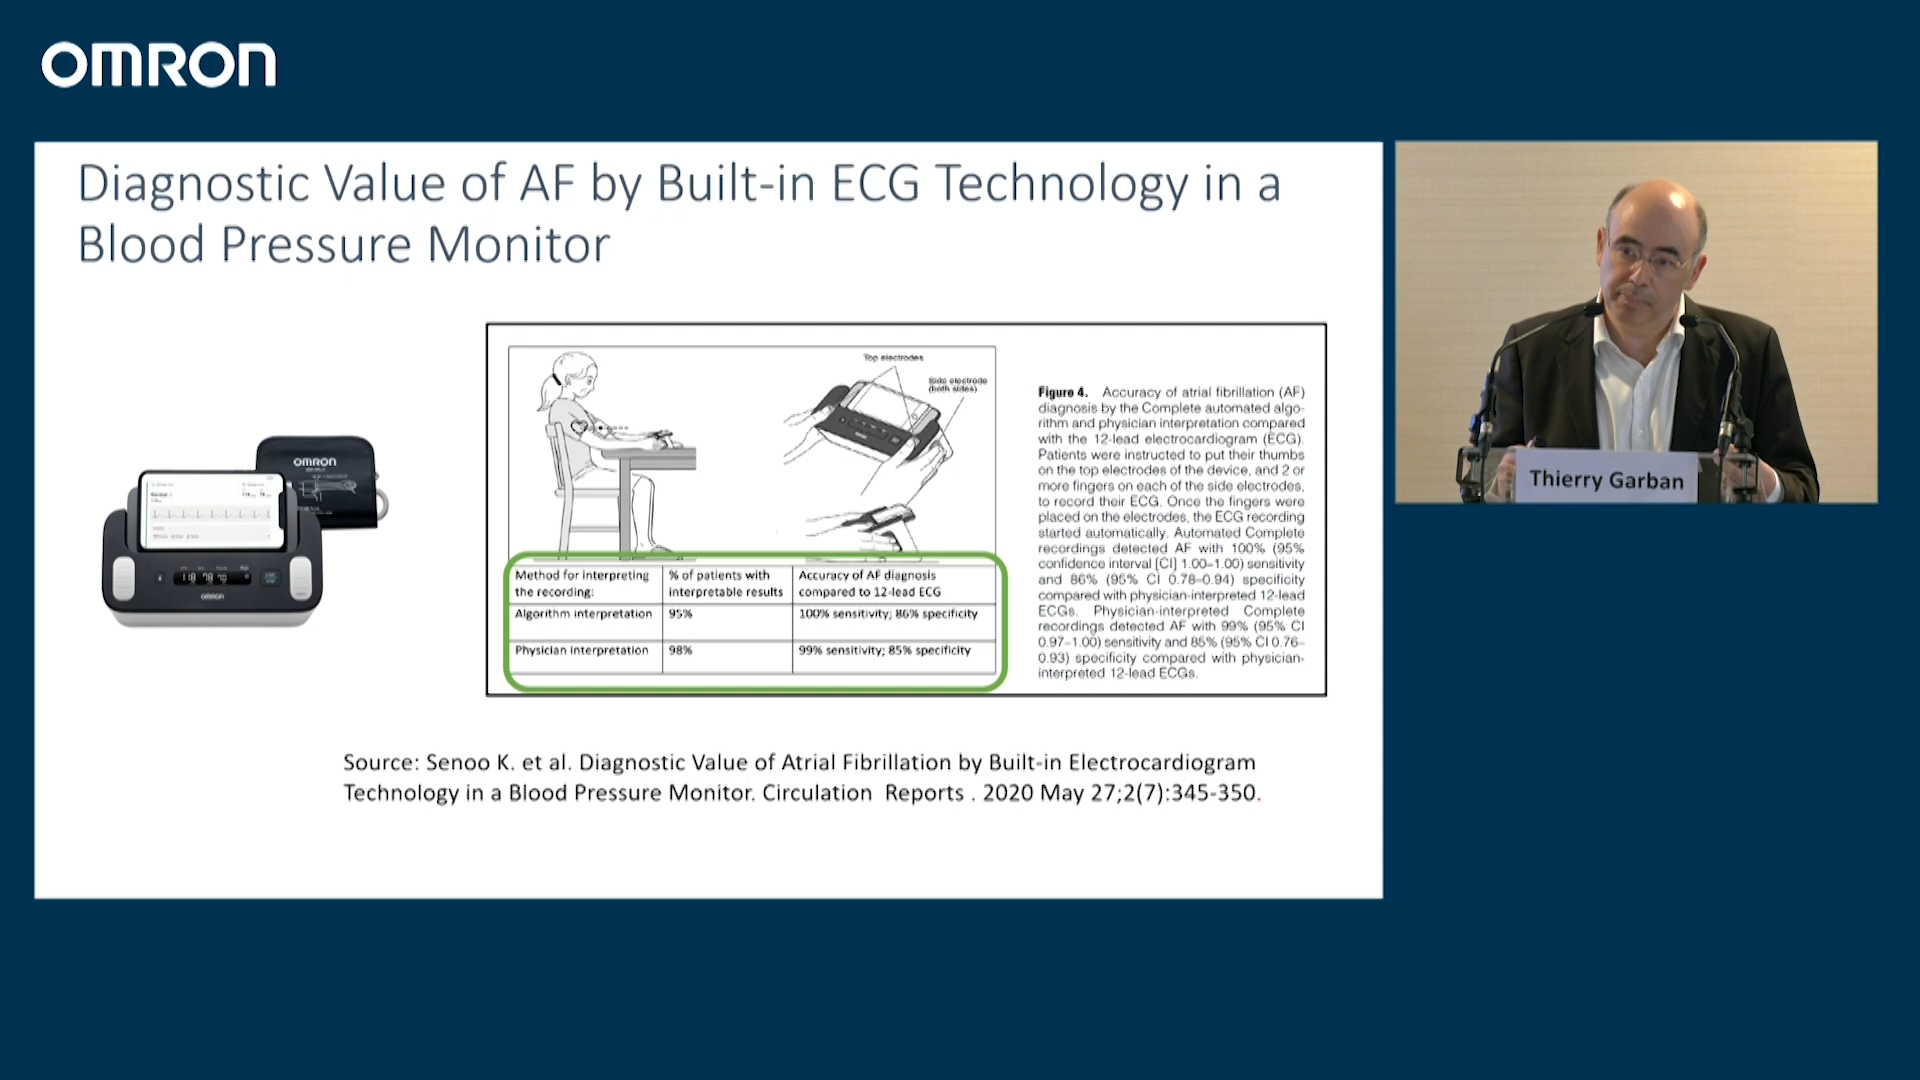 OMRON
Diagnostic Value of AF by Built-in ECG Technology in a
Blood Pressure Monitor
OMRON
118 78 70
OMRON
Top electrodes
Side electrode
(both sides)
Method for interpreting
the recording:
% of patients with
interpretable results
Accuracy of AF diagnosis
compared to 12-lead ECG
Algorithm interpretation
95%
100% sensitivity; 86% specificity
Physician interpretation
98%
99% sensitivity; 85% specificity
Figure 4. Accuracy of atrial fibrillation (AF)
diagnosis by the Complete automated algo-
rithm and physician interpretation compared
with the 12-lead electrocardiogram (ECG).
Patients were instructed to put their thumbs
on the top electrodes of the device, and 2 or
more fingers on each of the side electrodes,
to record their ECG. Once the fingers were
placed on the electrodes, the ECG recording
started automatically. Automated Complete
recordings detected AF with 100% (95%
confidence interval [CI] 1.00–1.00) sensitivity
and 86% (95% CI 0.78–0.94) specificity
compared with physician-interpreted 12-lead
ECGs. Physician-interpreted Complete
recordings detected AF with 99% (95% CI
0.97–1.00) sensitivity and 85% (95% CI 0.76–
0.93) specificity compared with physician-
interpreted 12-lead ECGs.
Source: Senoo K. et al. Diagnostic Value of Atrial Fibrillation by Built-in Electrocardiogram
Technology in a Blood Pressure Monitor. Circulation Reports . 2020 May 27;2(7):345-350.
Thierry Garban